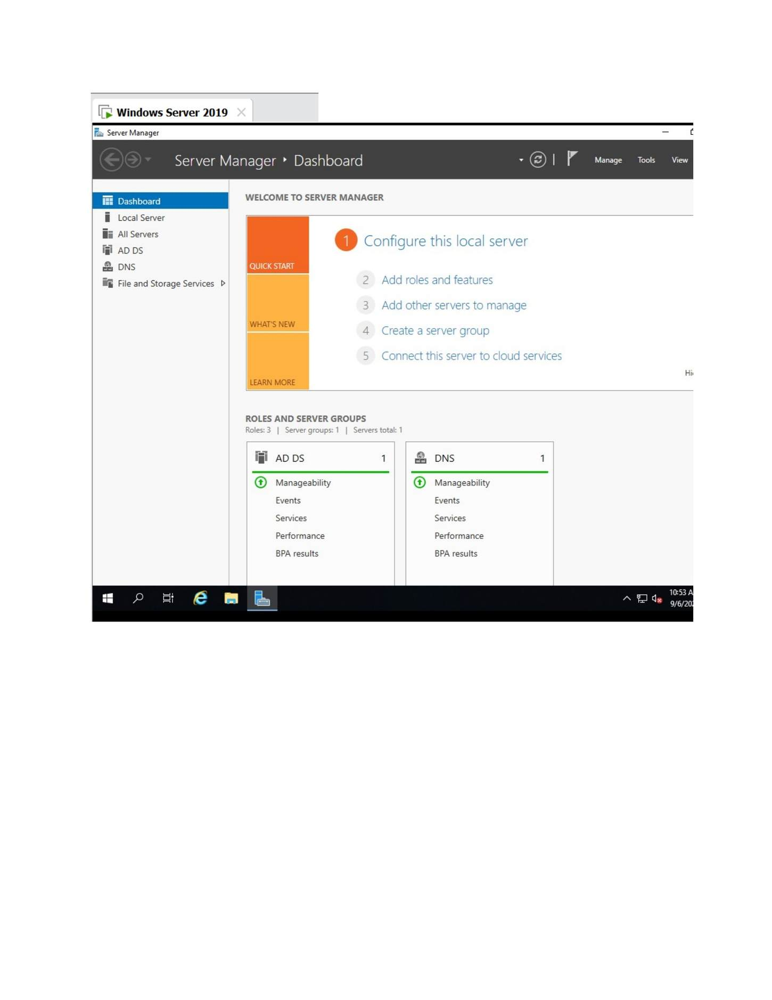 Windows Server 2019
Server Manager
Server Manager ‣ Dashboard
Manage Tools View
Dashboard
Local Server
All Servers
AD DS
DNS
File and Storage Services
WELCOME TO SERVER MANAGER
QUICK START
WHAT'S NEW
LEARN MORE
1 Configure this local server
2 Add roles and features
3 Add other servers to manage
4 Create a server group
5 Connect this server to cloud services
ROLES AND SERVER GROUPS
Roles: 3 | Server groups: 1 | Servers total: 1
AD DS 1
Manageability
Events
Services
Performance
BPA results
DNS 1
Manageability
Events
Services
Performance
BPA results
10:53 A
9/6/202